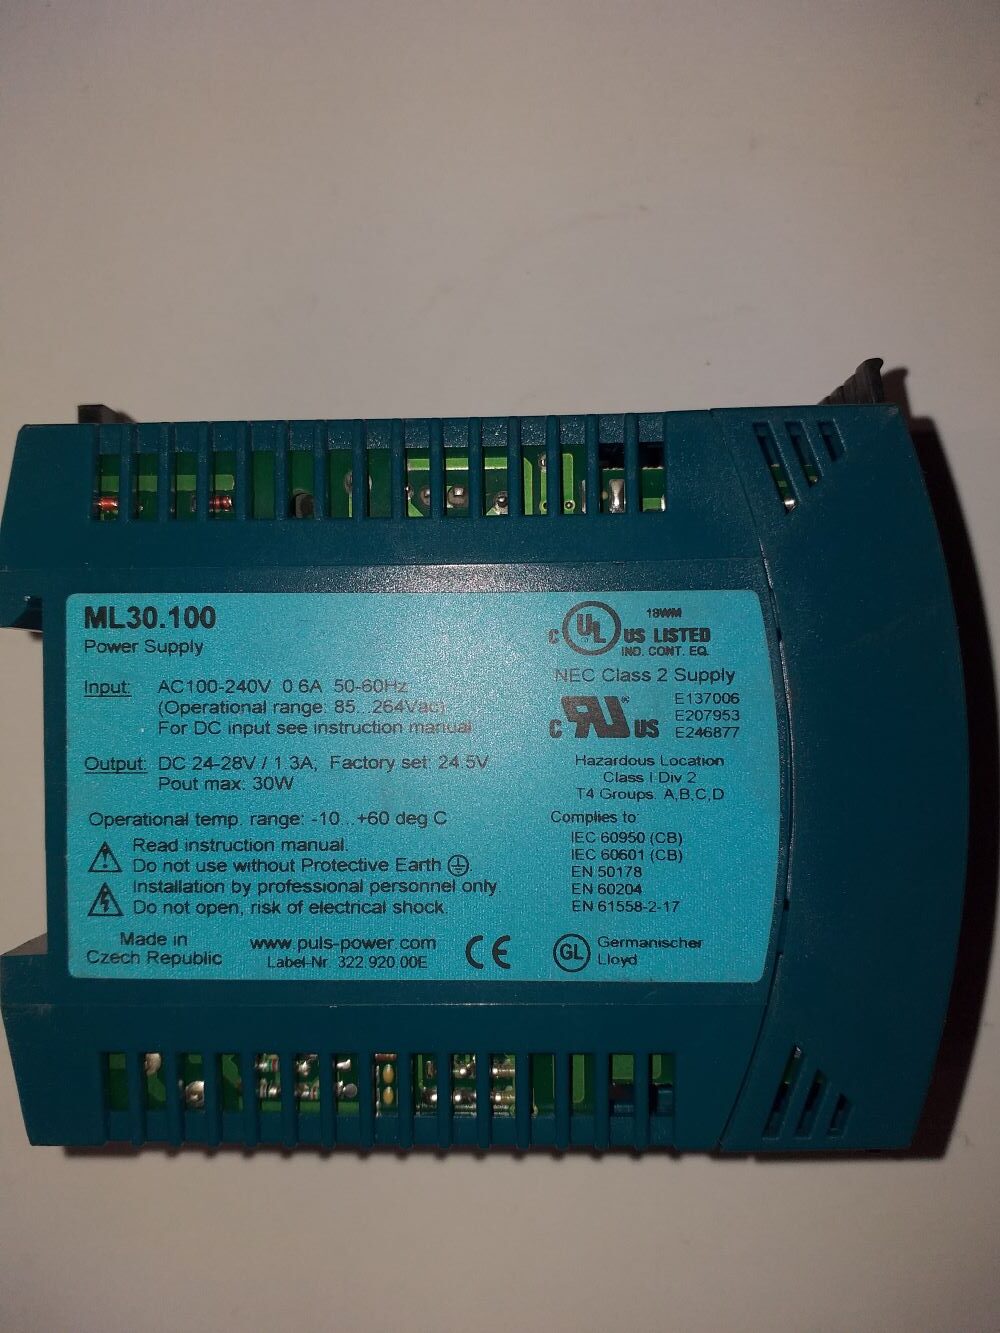 ML30.100
Power Supply
Input: AC100-240V 0.6A 50-60Hz
(Operational range: 85...264Vac)
For DC input see instruction manual
Output: DC 24-28V / 1.3A, Factory set: 24.5V
Pout max: 30W
Operational temp. range: -10...+60 deg C
Read instruction manual.
Do not use without Protective Earth
Installation by professional personnel only
Do not open, risk of electrical shock.
Made in
Czech Republic
www.puls-power.com
Label-Nr. 322.920.00E
CE
18WM
C UL US LISTED
IND. CONT. EQ.
NEC Class 2 Supply
C RU US
E137006
E207953
E246877
Hazardous Location
Class I Div 2
T4 Groups. A,B,C,D
Complies to
IEC 60950 (CB)
IEC 60601 (CB)
EN 50178
EN 60204
EN 61558-2-17
GL Germanischer
Lloyd